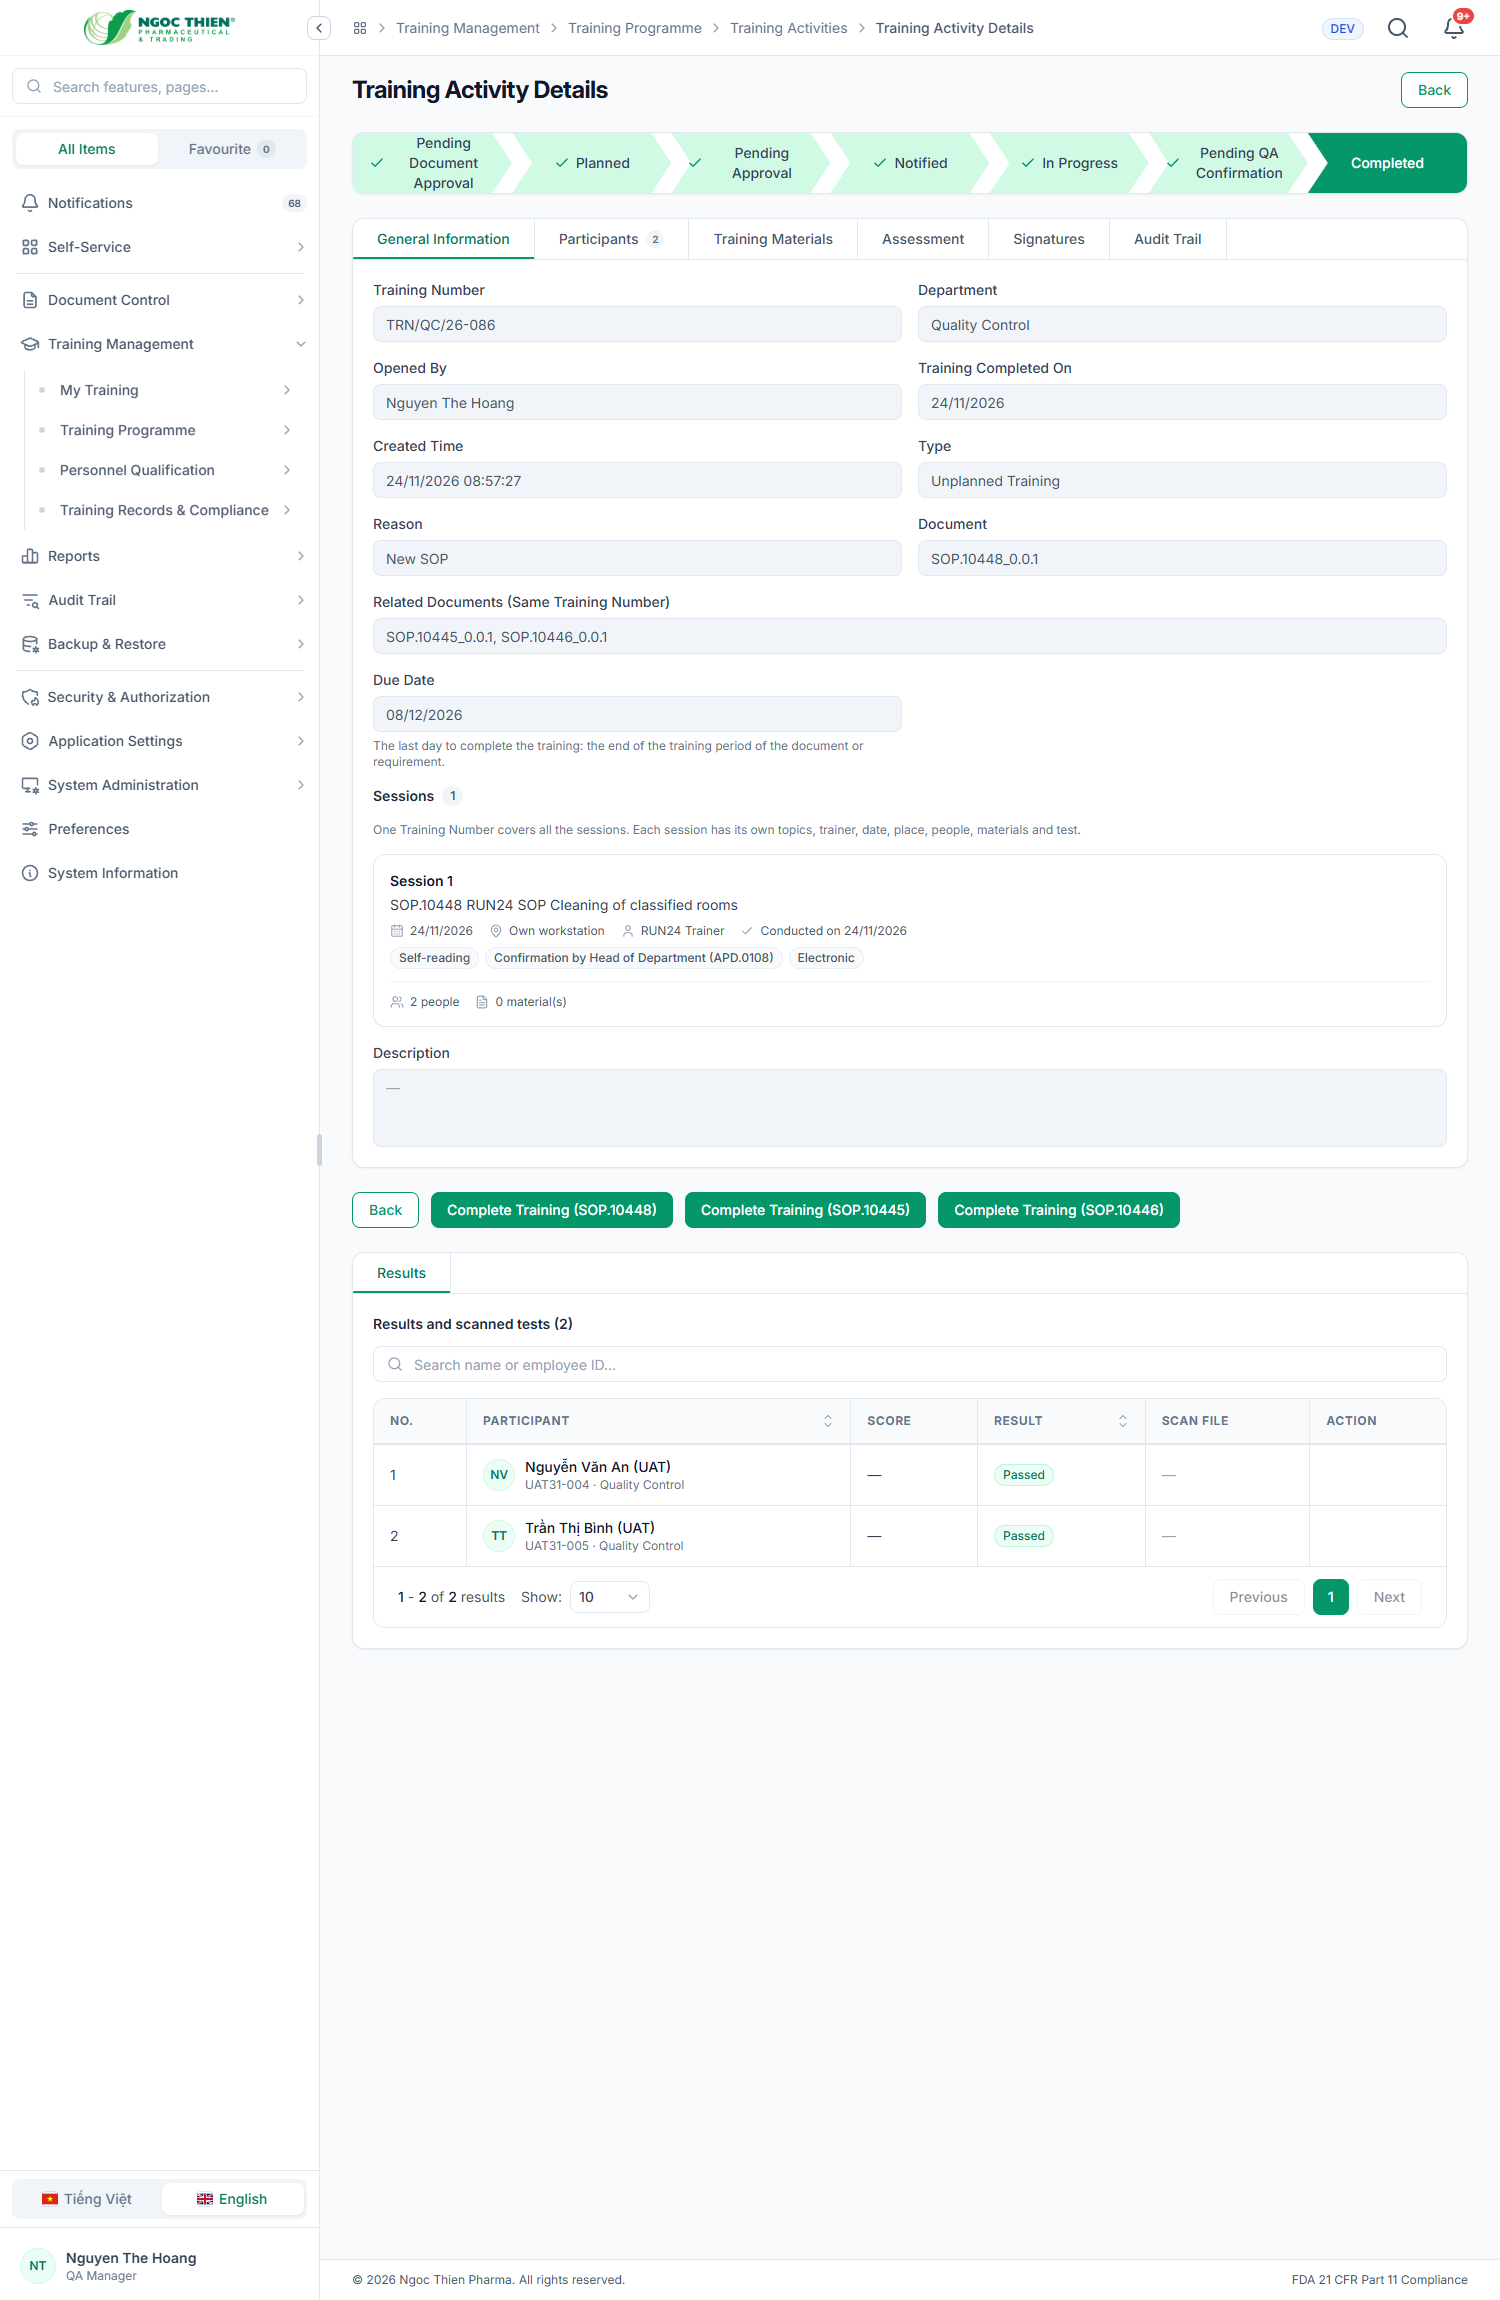 NGOC THIEN®
PHARMACEUTICAL
& TRADING
Training Management
Training Programme
Training Activities
Training Activity Details
DEV
9+
Search features, pages...
All Items
Favourite 0
Notifications 68
Self-Service
Document Control
Training Management
My Training
Training Programme
Personnel Qualification
Training Records & Compliance
Reports
Audit Trail
Backup & Restore
Security & Authorization
Application Settings
System Administration
Preferences
System Information
Tiếng Việt
English
NT
Nguyen The Hoang
QA Manager
Training Activity Details
Back
Pending
Document
Approval
Planned
Pending
Approval
Notified
In Progress
Pending QA
Confirmation
Completed
General Information
Participants 2
Training Materials
Assessment
Signatures
Audit Trail
Training Number
TRN/QC/26-086
Department
Quality Control
Opened By
Nguyen The Hoang
Training Completed On
24/11/2026
Created Time
24/11/2026 08:57:27
Type
Unplanned Training
Reason
New SOP
Document
SOP.10448_0.0.1
Related Documents (Same Training Number)
SOP.10445_0.0.1, SOP.10446_0.0.1
Due Date
08/12/2026
The last day to complete the training: the end of the training period of the document or
requirement.
Sessions 1
One Training Number covers all the sessions. Each session has its own topics, trainer, date, place, people, materials and test.
Session 1
SOP.10448 RUN24 SOP Cleaning of classified rooms
24/11/2026 Own workstation RUN24 Trainer Conducted on 24/11/2026
Self-reading Confirmation by Head of Department (APD.0108) Electronic
2 people 0 material(s)
Description
—
Back
Complete Training (SOP.10448)
Complete Training (SOP.10445)
Complete Training (SOP.10446)
Results
Results and scanned tests (2)
Search name or employee ID...
NO. PARTICIPANT SCORE RESULT SCAN FILE ACTION
1 NV Nguyễn Văn An (UAT) — Passed —
UAT31-004 · Quality Control
2 TT Trần Thị Bình (UAT) — Passed —
UAT31-005 · Quality Control
1 - 2 of 2 results Show: 10 Previous 1 Next
© 2026 Ngoc Thien Pharma. All rights reserved.
FDA 21 CFR Part 11 Compliance